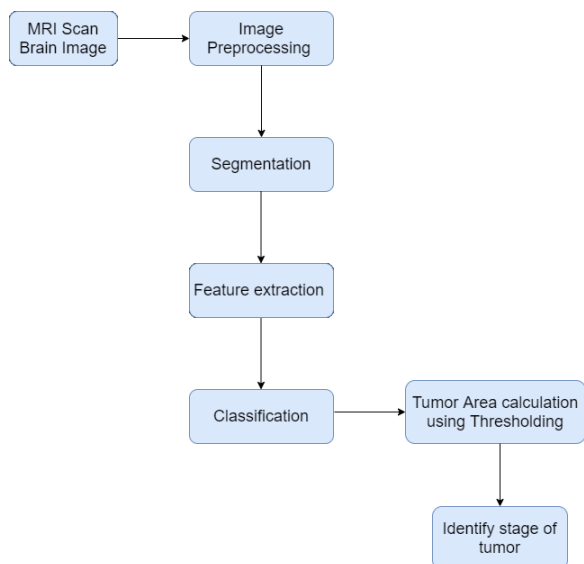 MRI Scan
Brain Image
Image
Preprocessing
Segmentation
Feature extraction
Classification
Tumor Area calculation
using Thresholding
Identify stage of
tumor